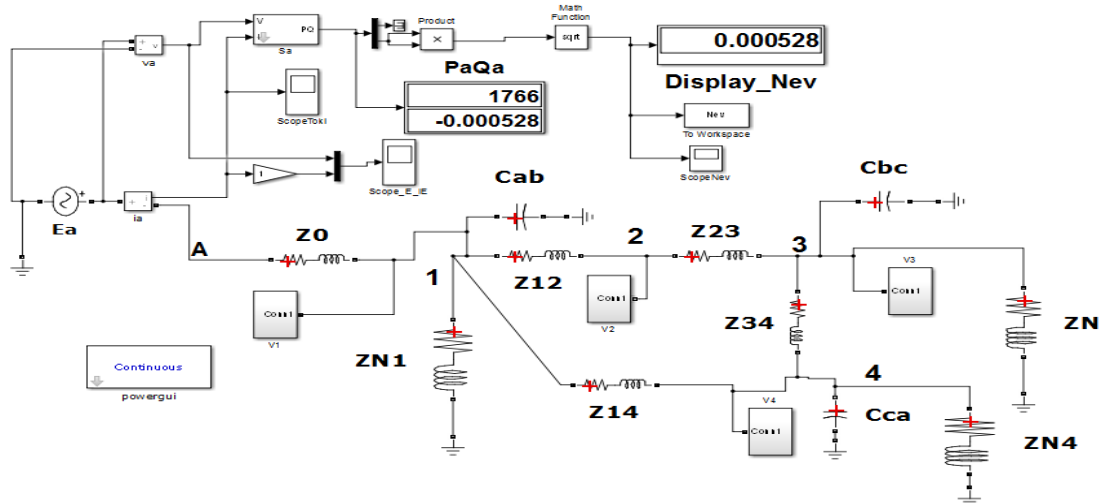 V
I
PQ
Sa
+
-
v
va
Product
×
Math
Function
sqrt
0.000528
Display_Nev
PaQa
1766
-0.000528
ScopeTokI
Nev
To Workspace
ScopeNev
1
Scope_E_IE
Ea
+
+
-
ia
A
Z0
Cab
Cbc
1
Z12
2
Z23
3
Conn1
V1
Conn1
V2
V3
Z34
ZN
ZN1
Continuous
powergui
Z14
V4
Conn1
4
Cca
ZN4